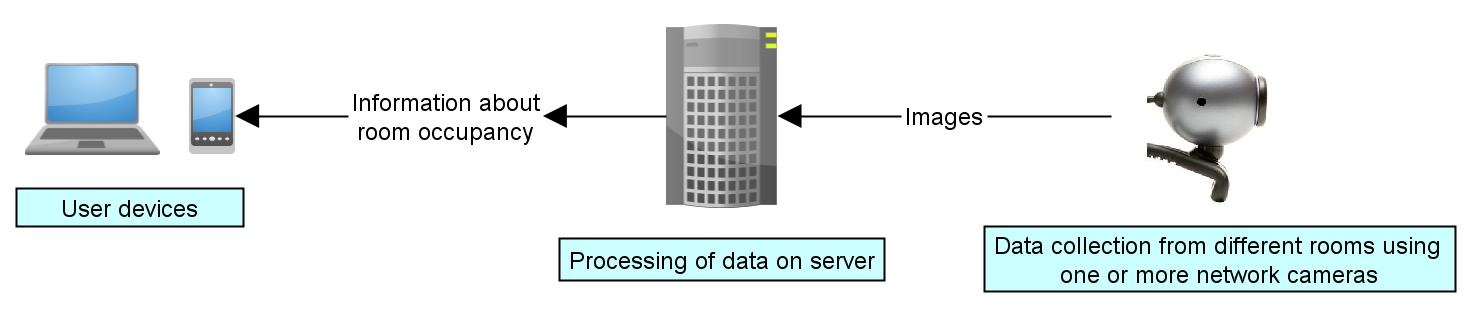 Information about
room occupancy
Images
User devices
Processing of data on server
Data collection from different rooms using
one or more network cameras